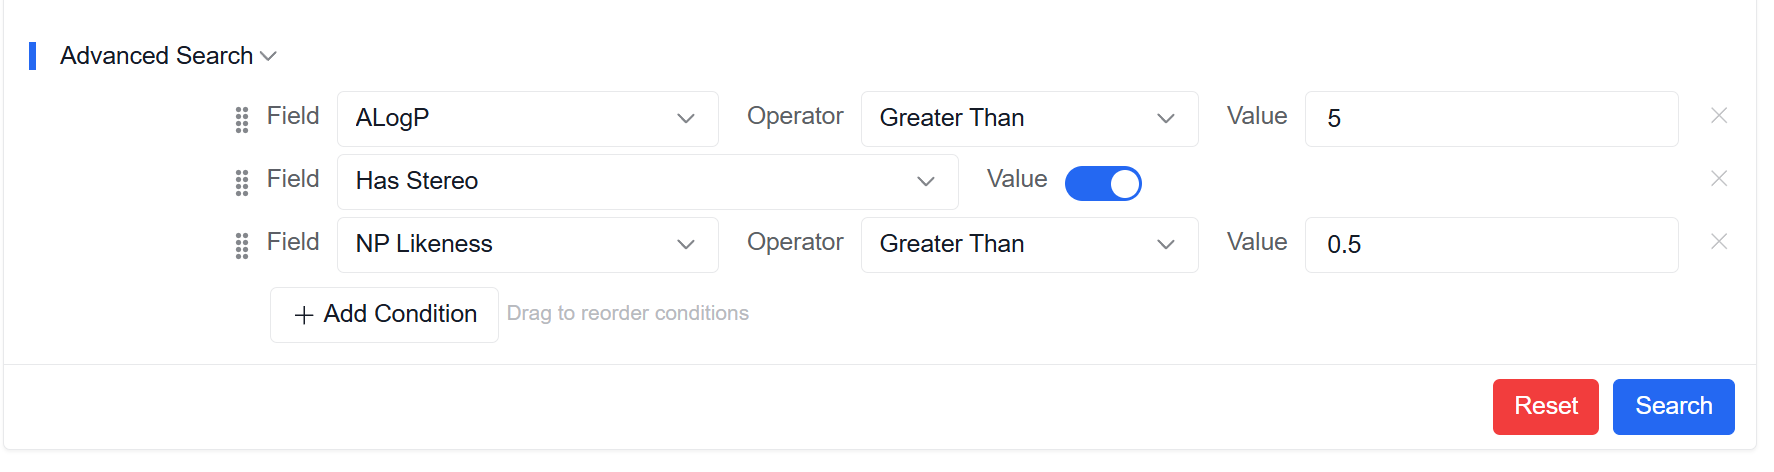 Advanced Search
Field ALogP Operator Greater Than Value 5
Field Has Stereo Value
Field NP Likeness Operator Greater Than Value 0.5
Add Condition Drag to reorder conditions
Reset Search